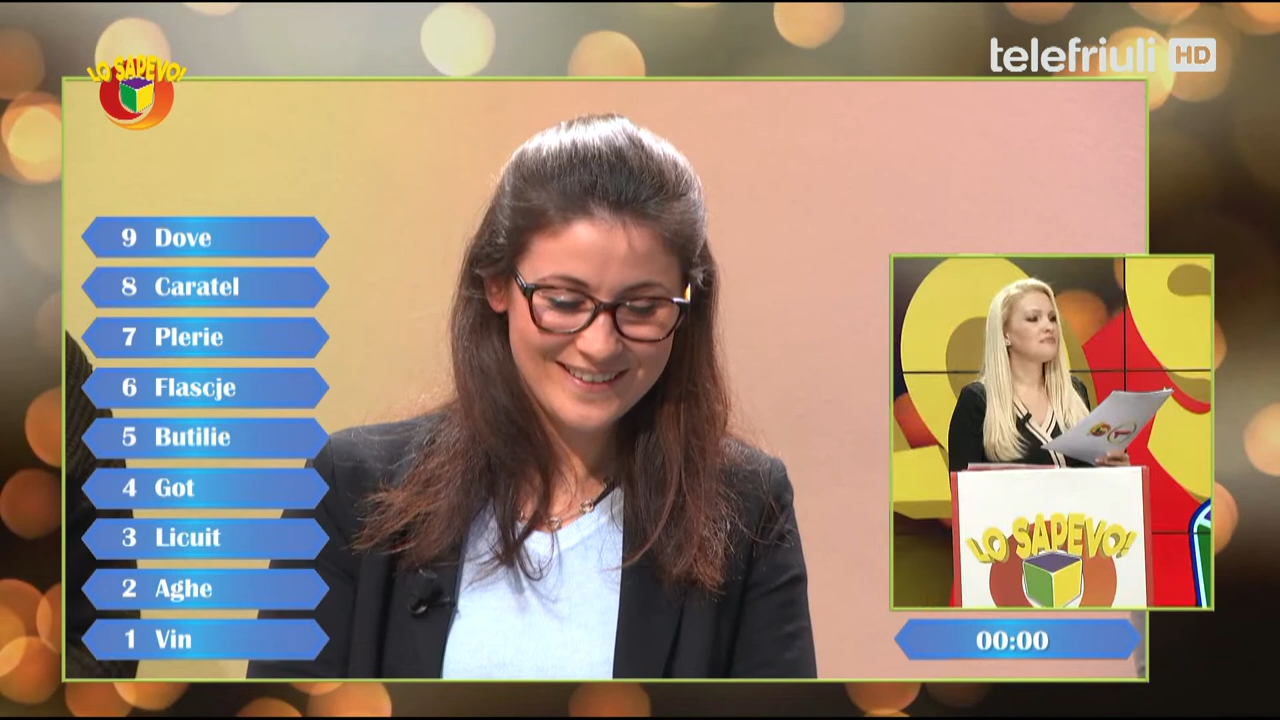 LO SAPEVO!
telefriuli HD
9 Dove
8 Caratel
7 Plerie
6 Flascje
5 Butilie
4 Got
3 Licuit
2 Aghe
1 Vin
LO SAPEVO!
00:00